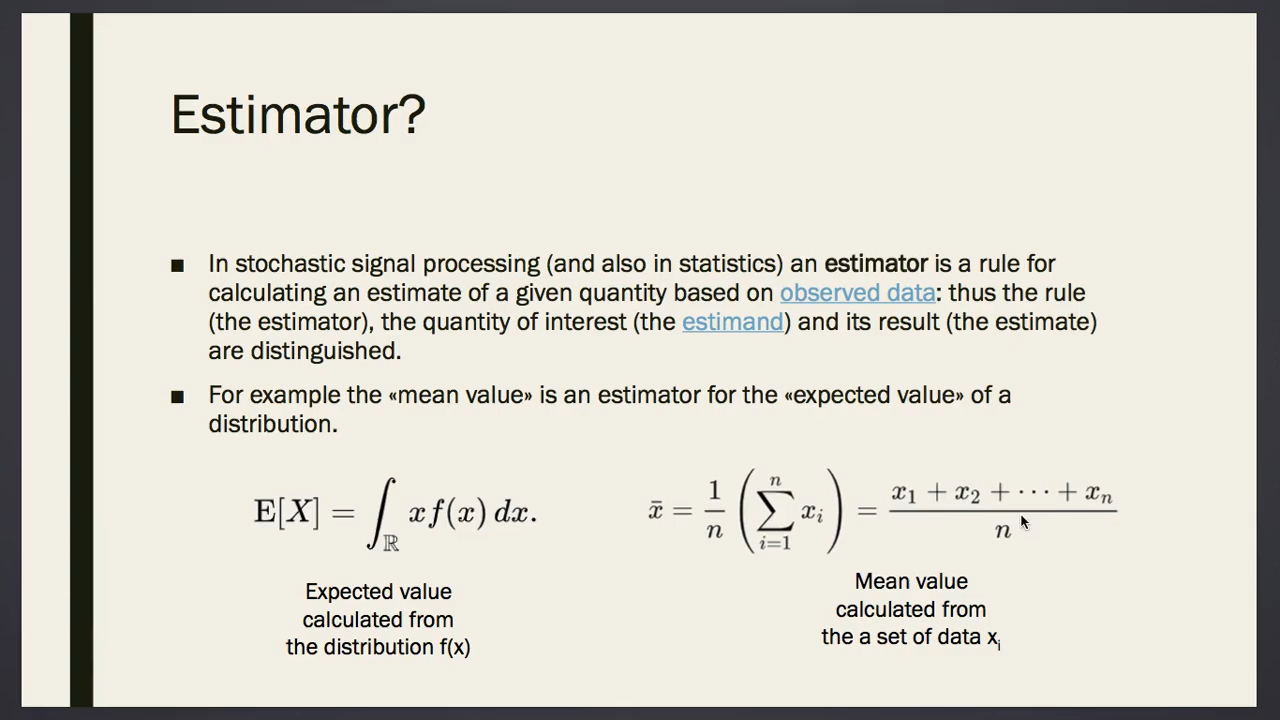 Estimator?
■ In stochastic signal processing (and also in statistics) an estimator is a rule for
calculating an estimate of a given quantity based on observed data: thus the rule
(the estimator), the quantity of interest (the estimand) and its result (the estimate)
are distinguished.
■ For example the «mean value» is an estimator for the «expected value» of a
distribution.
E[X] = ∫_ℝ x f(x) dx.
x̄ = 1/n (∑_{i=1}^{n} x_i) = (x_1 + x_2 + ··· + x_n)/n
Expected value
calculated from
the distribution f(x)
Mean value
calculated from
the a set of data x_i